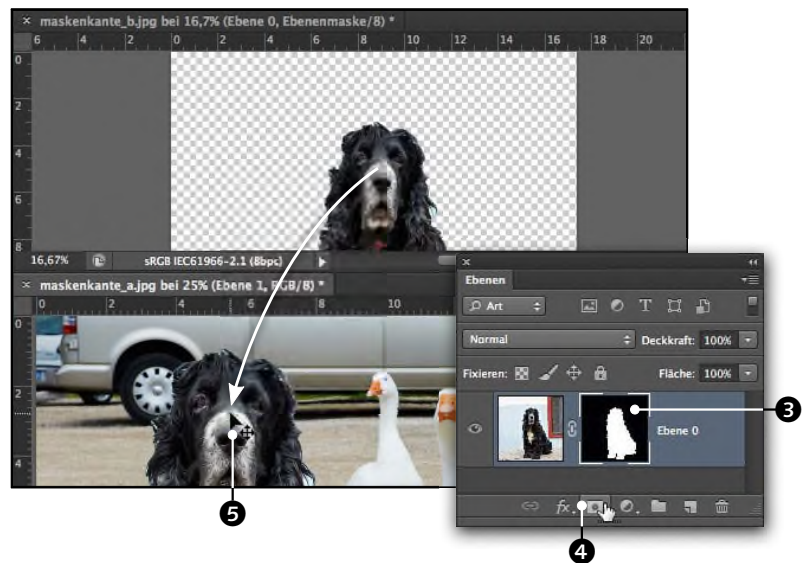 × maskenkante_b.jpg bei 16,7% (Ebene 0, Ebenenmaske/8) *
6 4 2 0 2 4 6 8 10 12 14 16 18 20
0
2
4
6
8
16,67% sRGB IEC61966-2.1 (8bpc)
× maskenkante_a.jpg bei 25% (Ebene 1, RGB/8) *
0 2 4 6 8 10
0
2
4
Ebenen
Art T
Normal Deckkraft: 100%
Fixieren: Fläche: 100%
Ebene 0
fx.
❸
❹
❺